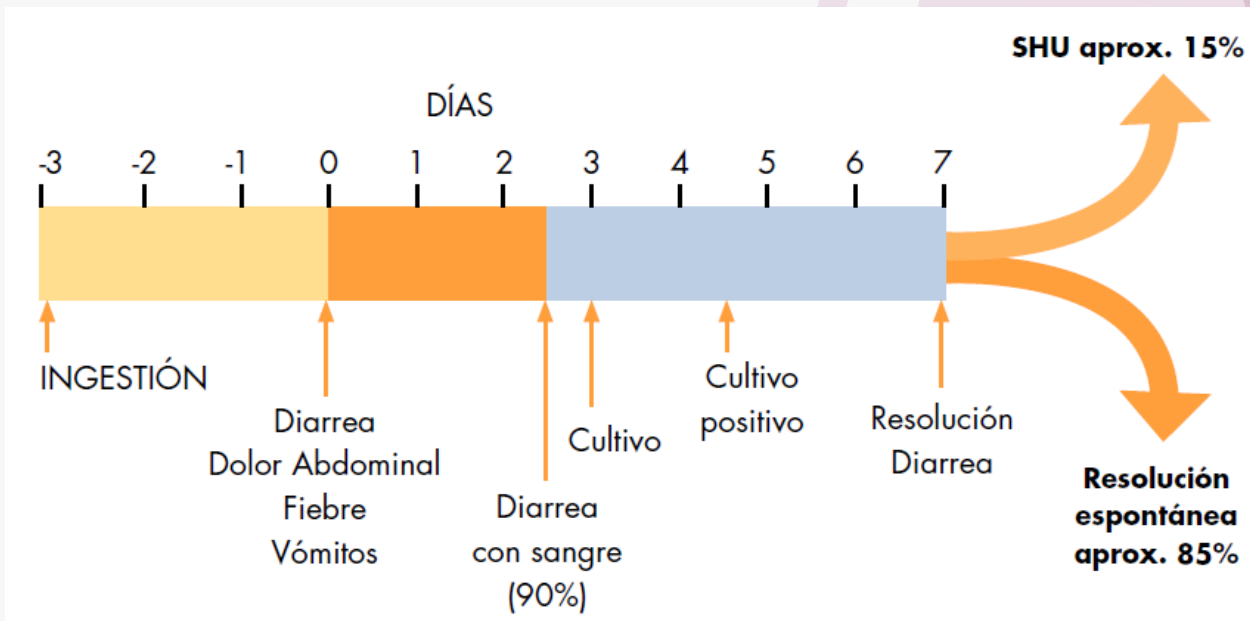 SHU aprox. 15%
DÍAS
-3 -2 -1 0 1 2 3 4 5 6 7
INGESTIÓN
Diarrea
Dolor Abdominal
Fiebre
Vómitos
Diarrea
con sangre
(90%)
Cultivo
Cultivo
positivo
Resolución
Diarrea
Resolución
espontánea
aprox. 85%